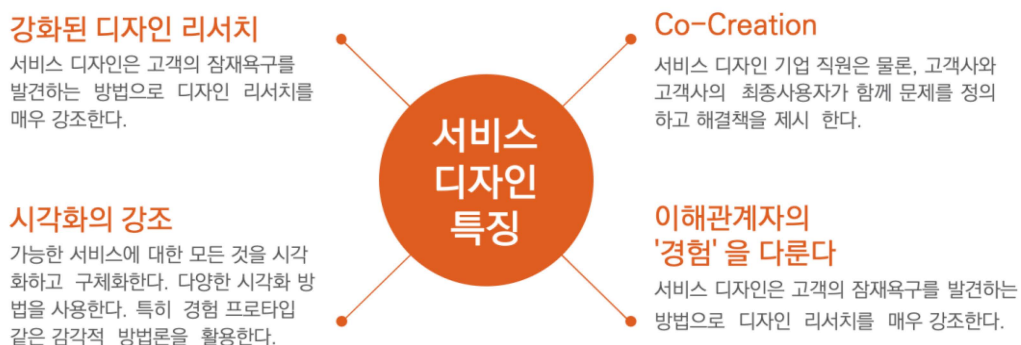 강화된 디자인 리서치
서비스 디자인은 고객의 잠재욕구를
발견하는 방법으로 디자인 리서치를
매우 강조한다.
Co-Creation
서비스 디자인 기업 직원은 물론, 고객사와
고객사의 최종사용자가 함께 문제를 정의
하고 해결책을 제시 한다.
서비스
디자인
특징
시각화의 강조
가능한 서비스에 대한 모든 것을 시각
화하고 구체화한다. 다양한 시각화 방
법을 사용한다. 특히 경험 프로타입
같은 감각적 방법론을 활용한다.
이해관계자의
'경험' 을 다룬다
서비스 디자인은 고객의 잠재욕구를 발견하는
방법으로 디자인 리서치를 매우 강조한다.